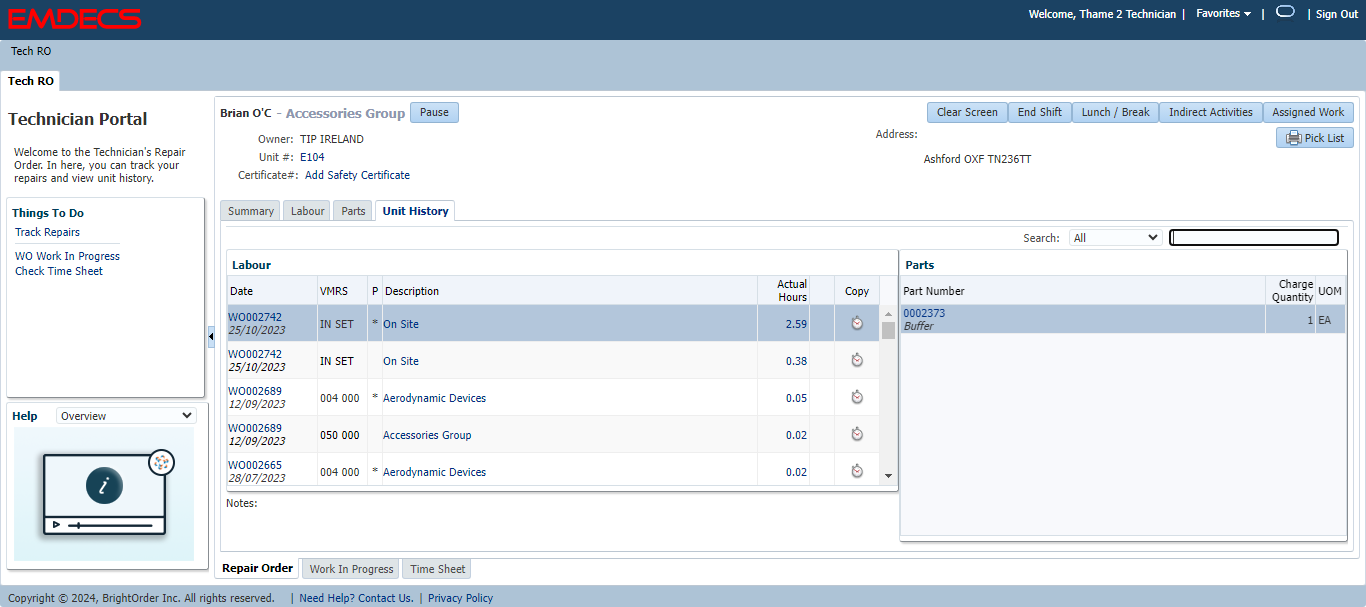 EMDECS
Welcome, Thame 2 Technician | Favorites | | Sign Out
Tech RO
Tech RO
Technician Portal
Welcome to the Technician's Repair
Order. In here, you can track your
repairs and view unit history.
Things To Do
Track Repairs
WO Work In Progress
Check Time Sheet
Help Overview
i
Brian O'C - Accessories Group Pause
Clear Screen End Shift Lunch / Break Indirect Activities Assigned Work
Pick List
Owner: TIP IRELAND
Unit #: E104
Certificate#: Add Safety Certificate
Address:
Ashford OXF TN236TT
Summary Labour Parts Unit History
Search: All
Labour
Date VMRS P Description Actual Hours Copy
WO002742
25/10/2023 IN SET * On Site 2.59
WO002742
25/10/2023 IN SET On Site 0.38
WO002689
12/09/2023 004 000 * Aerodynamic Devices 0.05
WO002689
12/09/2023 050 000 Accessories Group 0.02
WO002665
28/07/2023 004 000 * Aerodynamic Devices 0.02
Notes:
Parts
Part Number Charge Quantity UOM
0002373
Buffer 1 EA
Repair Order Work In Progress Time Sheet
Copyright © 2024, BrightOrder Inc. All rights reserved. | Need Help? Contact Us. | Privacy Policy